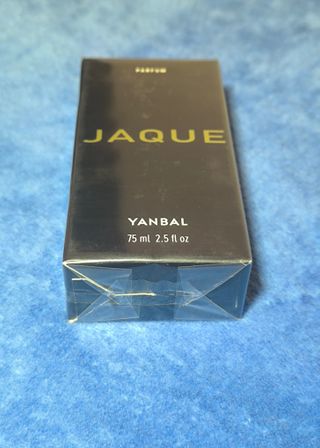 PARFUM
JAQUE
YANBAL
75 ml 2.5 fl oz